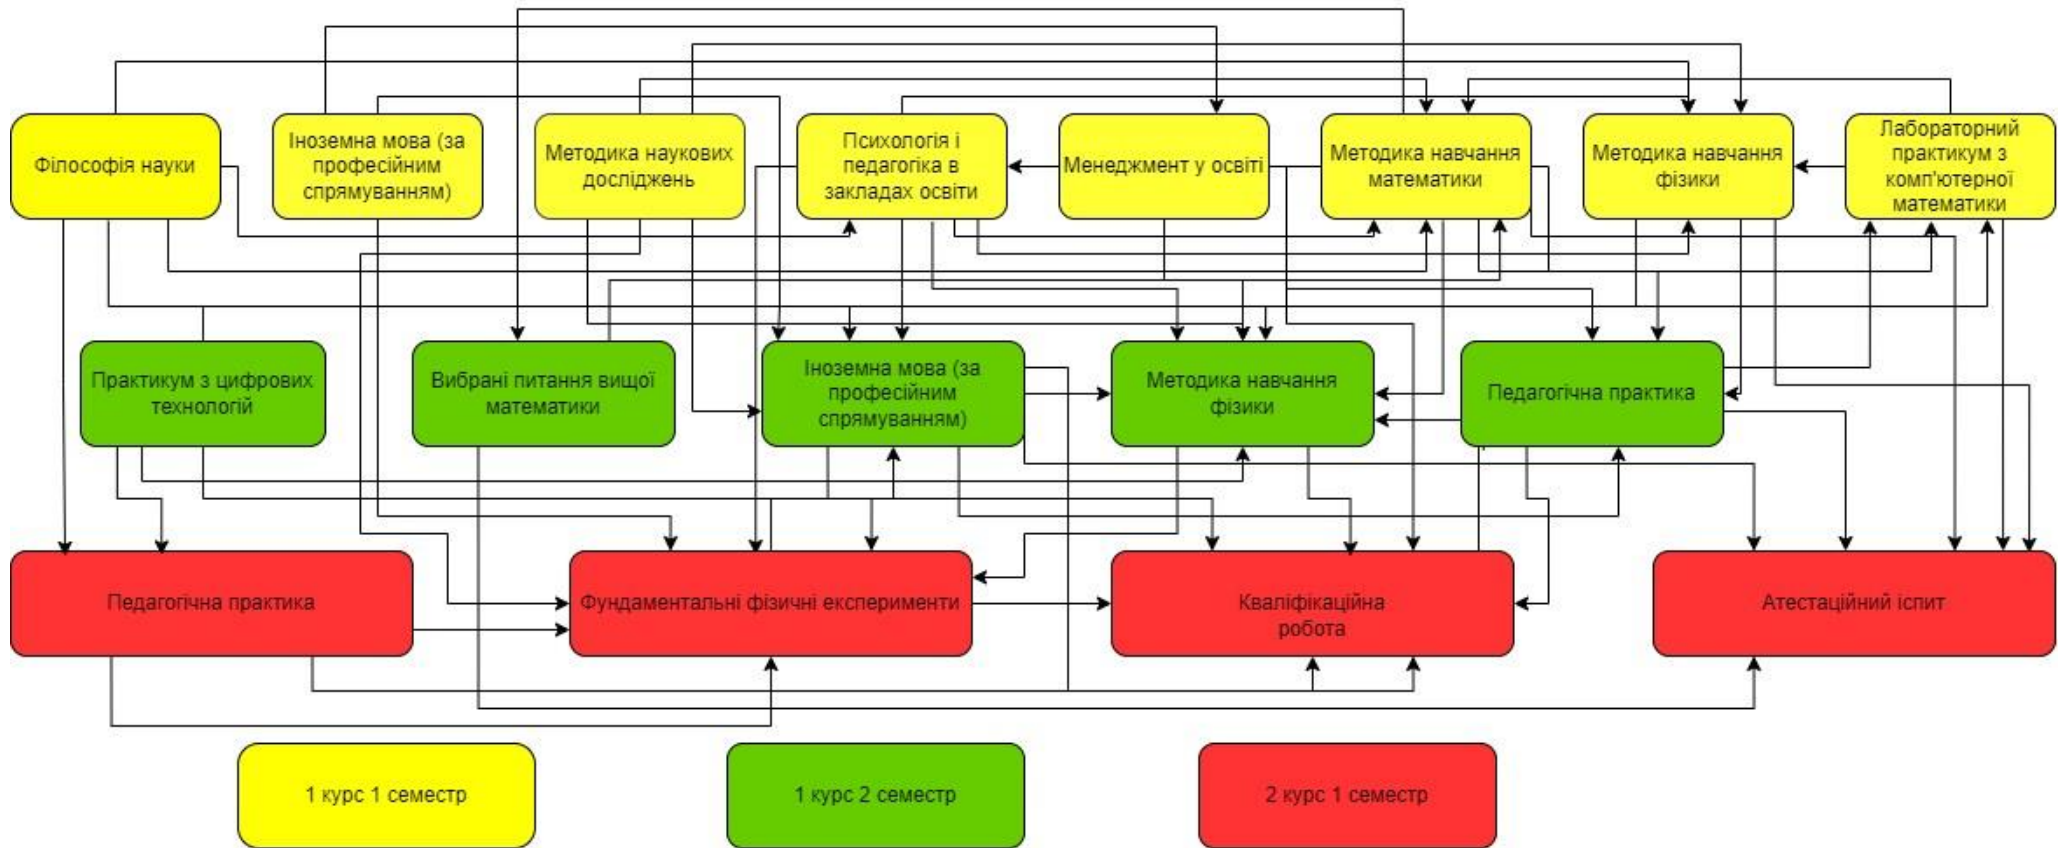 Філософія науки
Іноземна мова (за
професійним
спрямуванням)
Методика наукових
досліджень
Психологія і
педагогіка в
закладах освіти
Менеджмент у освіті
Методика навчання
математики
Методика навчання
фізики
Лабораторний
практикум з
комп'ютерної
математики
Практикум з цифрових
технологій
Вибрані питання вищої
математики
Іноземна мова (за
професійним
спрямуванням)
Методика навчання
фізики
Педагогічна практика
Педагогічна практика
Фундаментальні фізичні експерименти
Кваліфікаційна
робота
Атестаційний іспит
1 курс 1 семестр
1 курс 2 семестр
2 курс 1 семестр